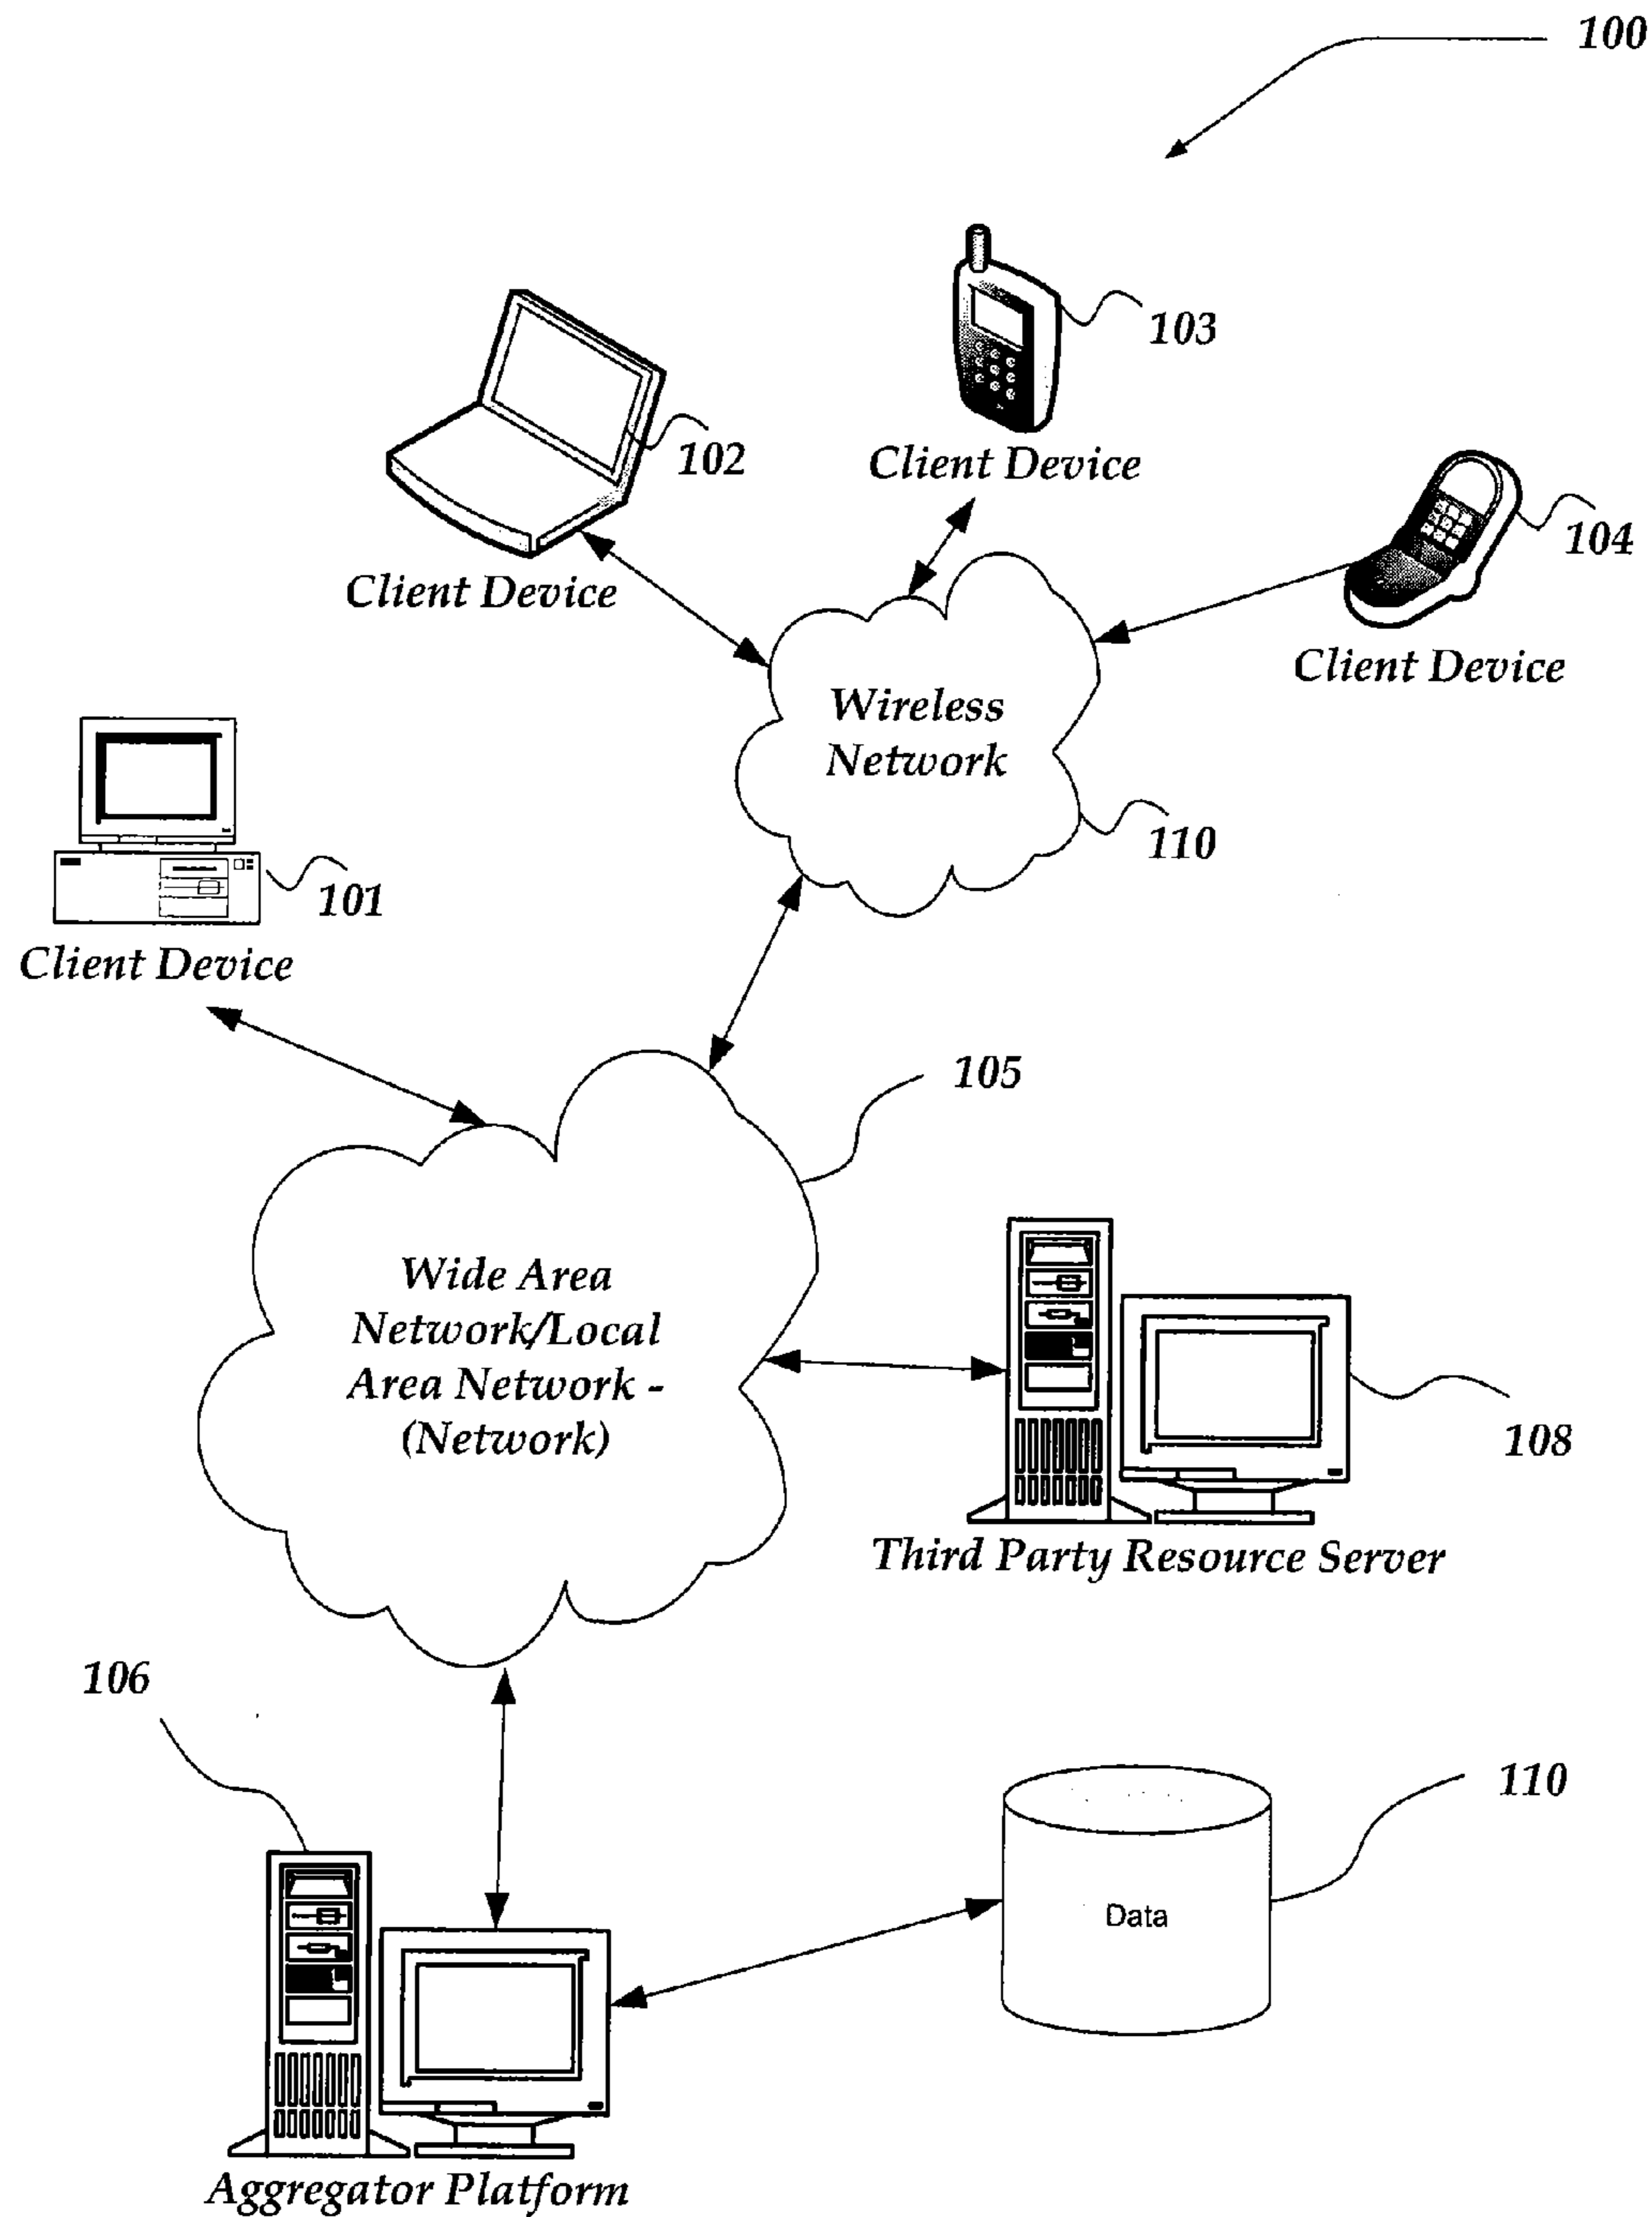 100
103
Client Device
102
Client Device
104
Client Device
Wireless
Network
110
101
Client Device
105
Wide Area
Network/Local
Area Network -
(Network)
108
Third Party Resource Server
106
110
Data
Aggregator Platform